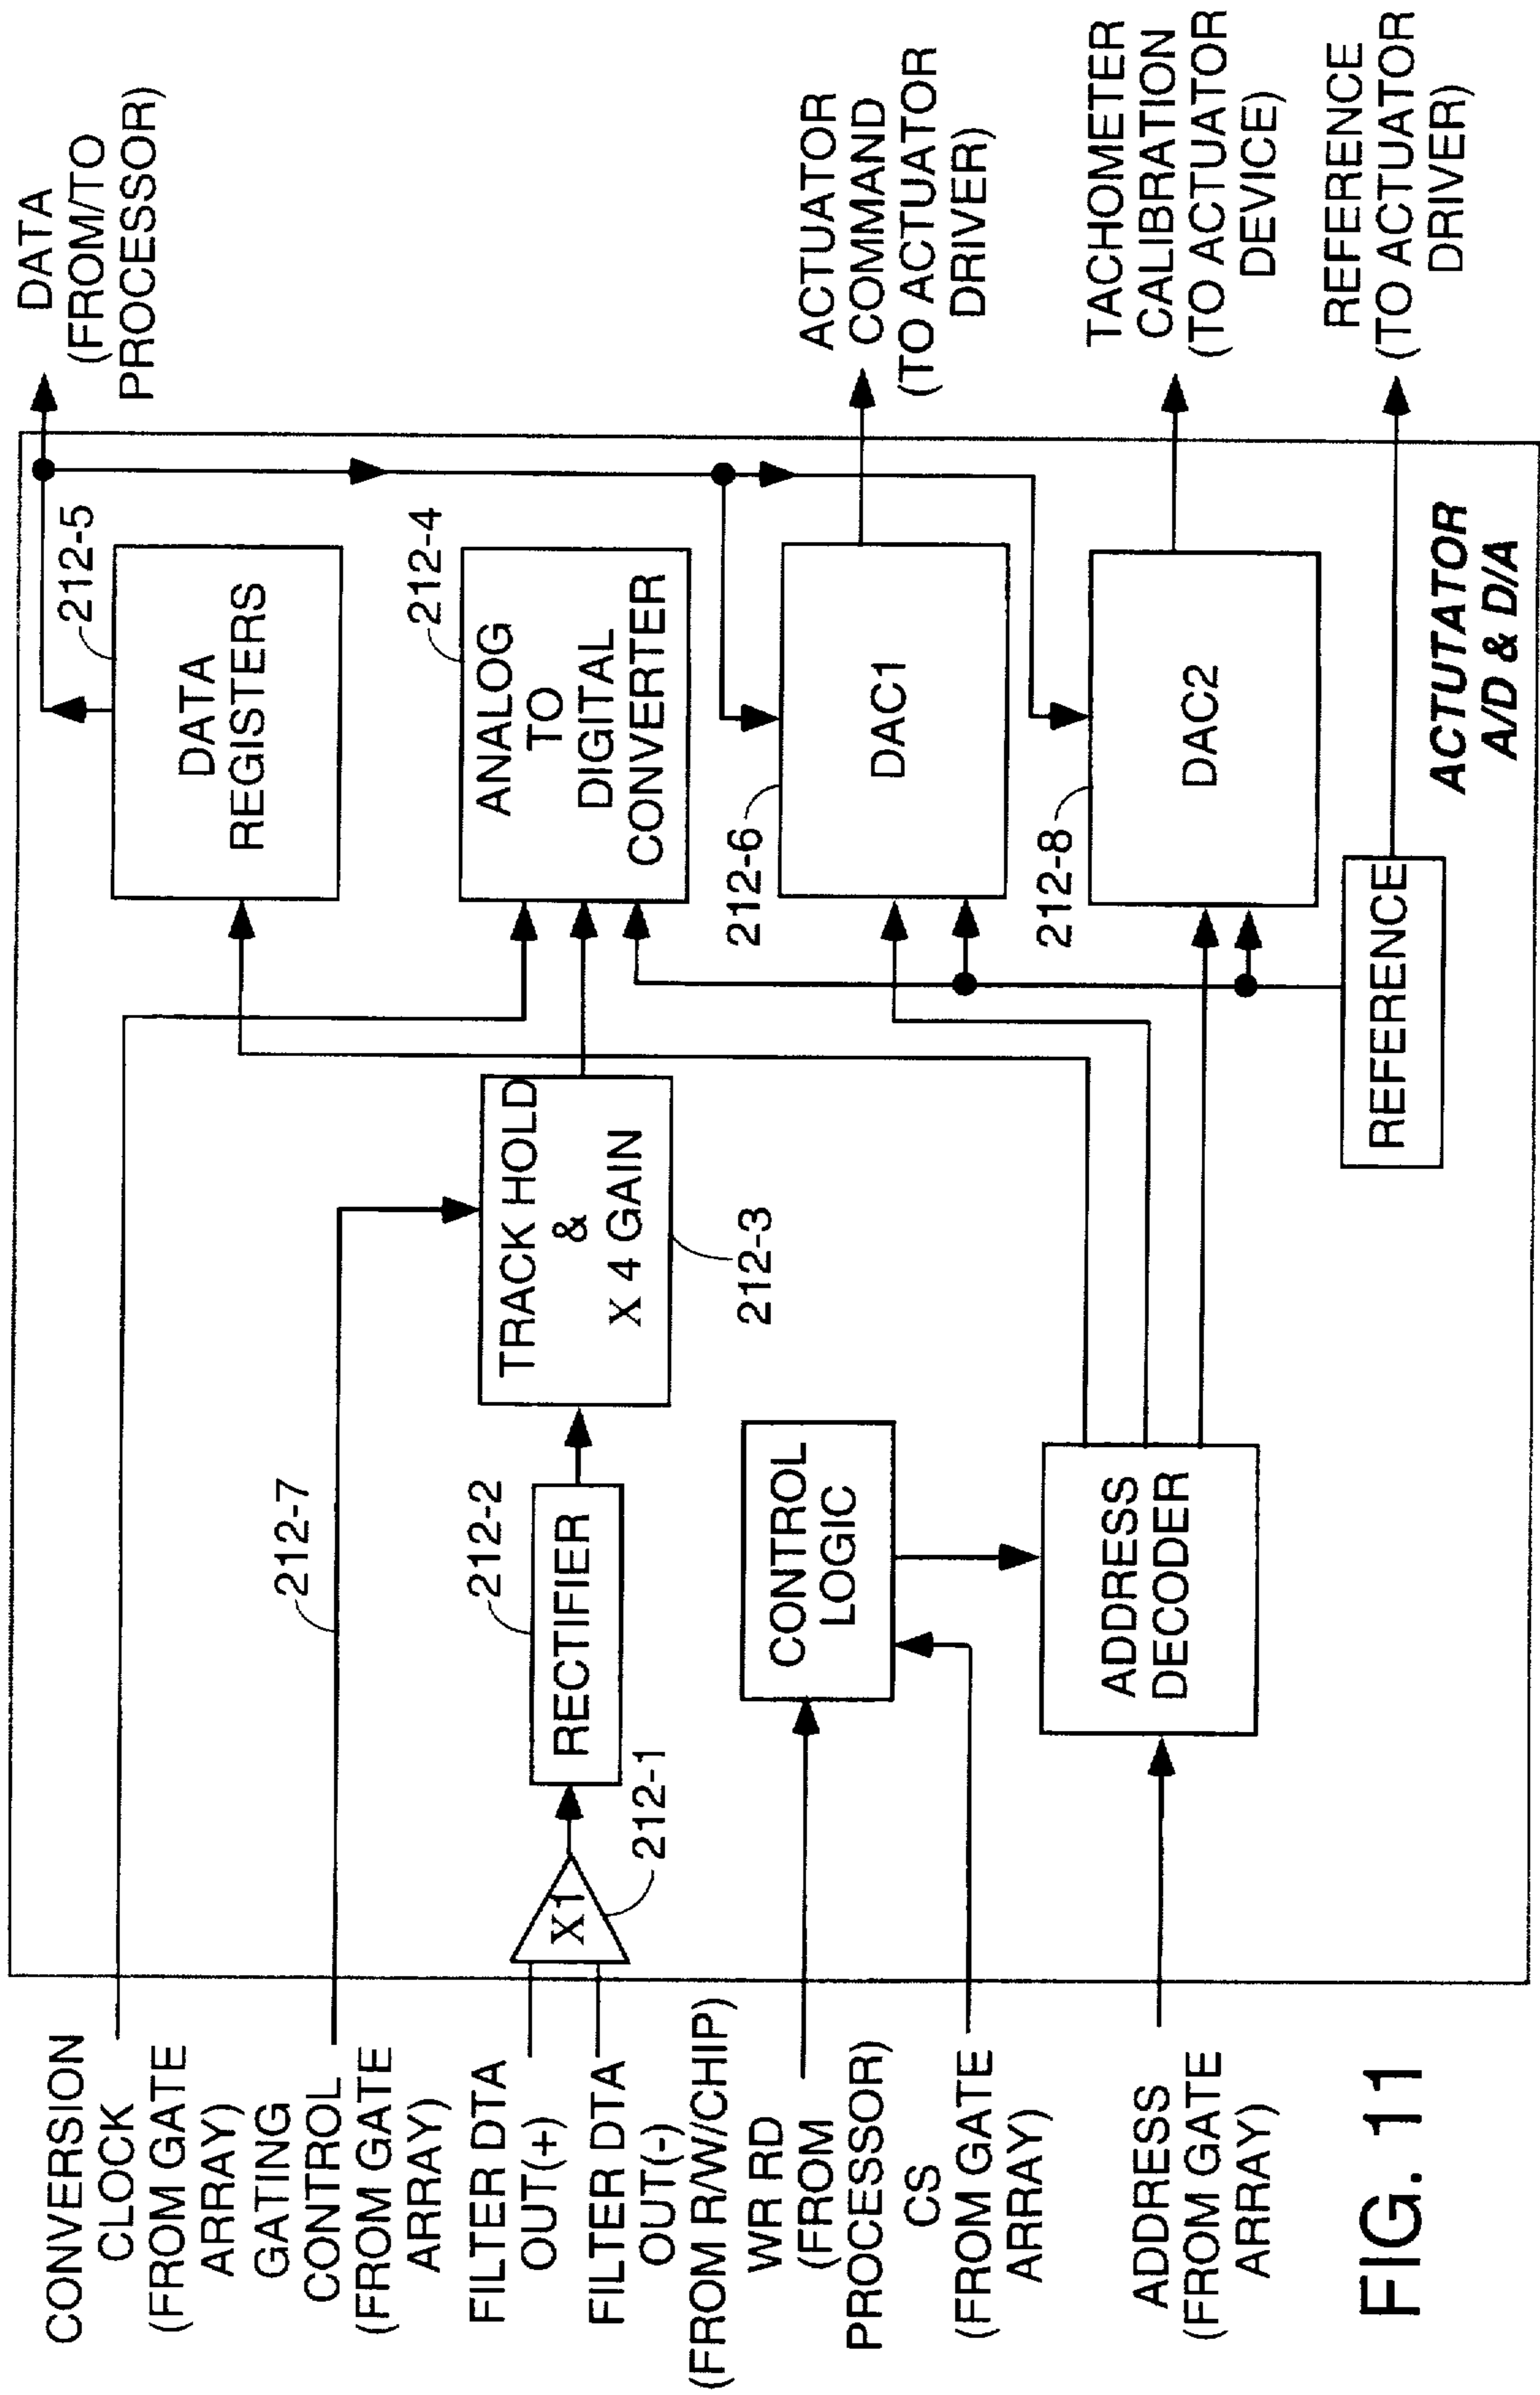 DATA
(FROM/TO
PROCESSOR)
ACTUATOR
COMMAND
(TO ACTUATOR
DRIVER)
TACHOMETER
CALIBRATION
(TO ACTUATOR
DEVICE)
REFERENCE
(TO ACTUATOR
DRIVER)
212-5
DATA
REGISTERS
212-4
ANALOG
TO
DIGITAL
CONVERTER
212-6
DAC1
212-8
DAC2
REFERENCE
ACTUTATOR
A/D & D/A
TRACK HOLD
&
X 4 GAIN
212-3
212-7
212-2
RECTIFIER
X1
212-1
CONTROL
LOGIC
ADDRESS
DECODER
CONVERSION
CLOCK
(FROM GATE
ARRAY)
GATING
CONTROL
(FROM GATE
ARRAY)
FILTER DTA
OUT(+)
FILTER DTA
OUT(-)
(FROM R/W/CHIP)
WR RD
(FROM
PROCESSOR)
CS
(FROM GATE
ARRAY)
ADDRESS
(FROM GATE
ARRAY)
FIG. 11